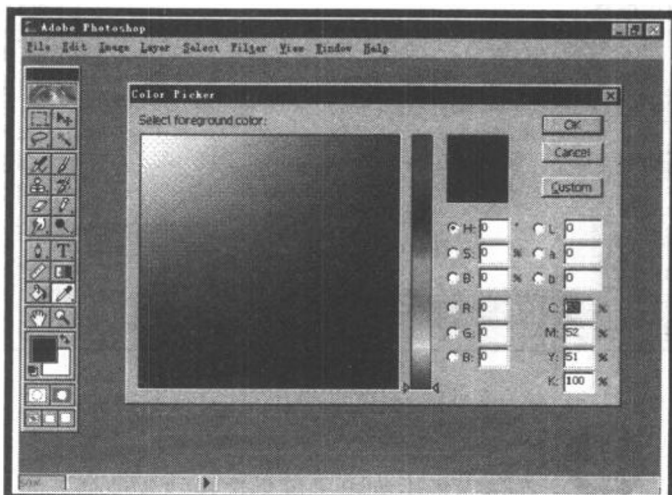 Adobe Photoshop
File Edit Image Layer Select Filter View Window Help
Color Picker
Select foreground color:
OK
Cancel
Custom
H: 0 °
L: 0
S: 0 %
a: 0
B: 0 %
b: 0
R: 0
C: %
G: 0
M: 52 %
B: 0
Y: 51 %
K: 100 %
T